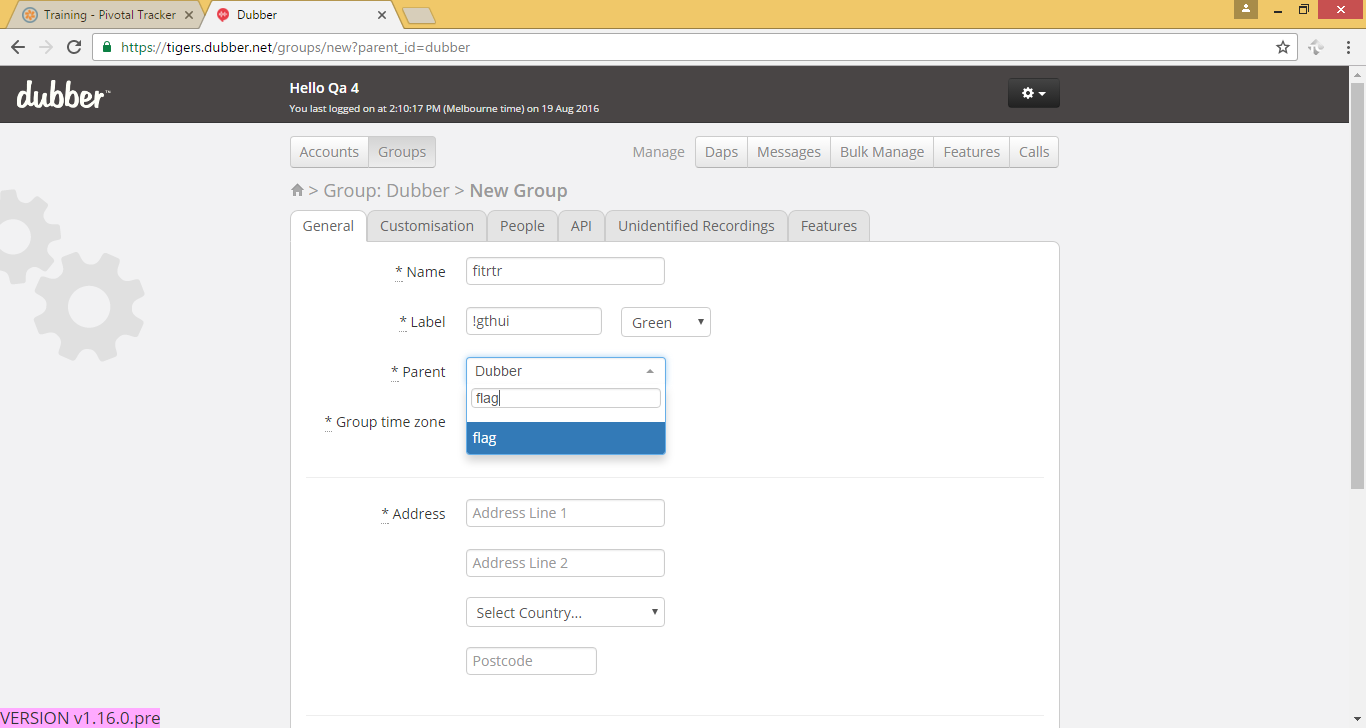 Training - Pivotal Tracker
Dubber
https://tigers.dubber.net/groups/new?parent_id=dubber
dubber™
Hello Qa 4
You last logged on at 2:10:17 PM (Melbourne time) on 19 Aug 2016
Accounts Groups Manage Daps Messages Bulk Manage Features Calls
> Group: Dubber > New Group
General Customisation People API Unidentified Recordings Features
* Name fitrtr
* Label !gthui Green
* Parent Dubber
flag
* Group time zone
flag
* Address Address Line 1
Address Line 2
Select Country...
Postcode
VERSION v1.16.0.pre